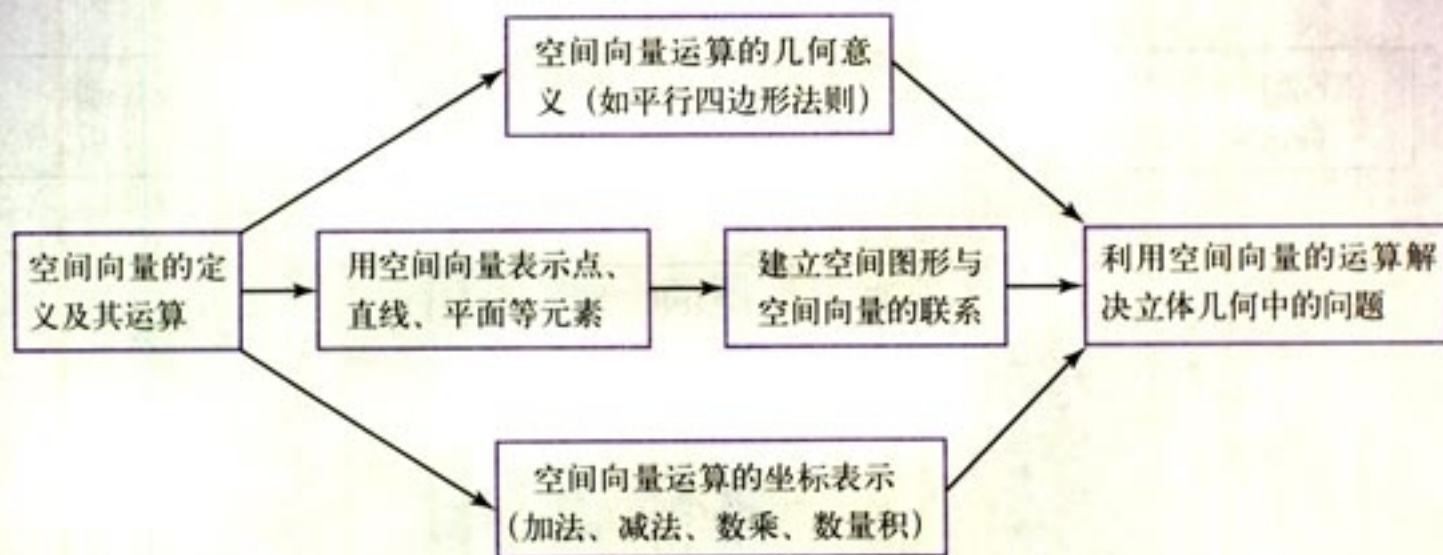 空间向量运算的几何意
义（如平行四边形法则）
空间向量的定
义及其运算
用空间向量表示点、
直线、平面等元素
建立空间图形与
空间向量的联系
利用空间向量的运算解
决立体几何中的问题
空间向量运算的坐标表示
（加法、减法、数乘、数量积）